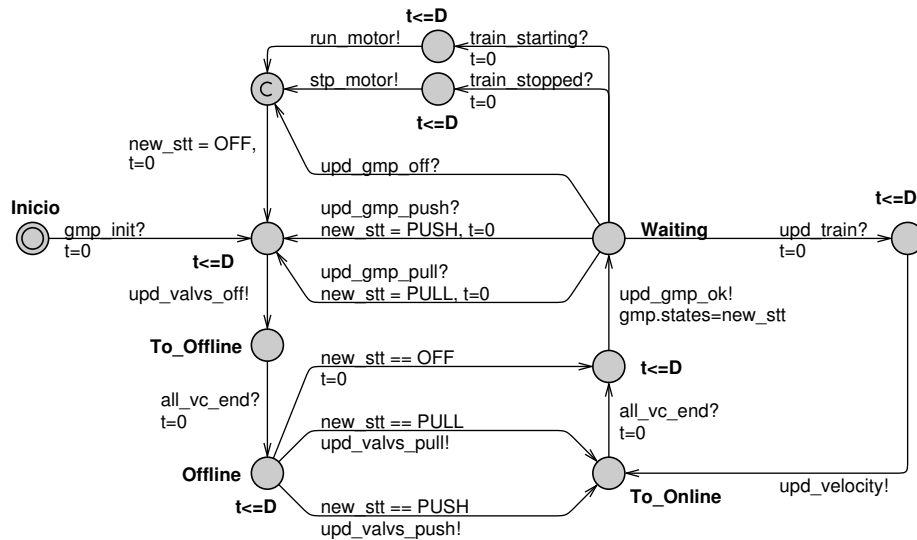 t<=D
run_motor!
train_starting?
t=0
stp_motor!
train_stopped?
t=0
C
t<=D
new_stt = OFF,
t=0
upd_gmp_off?
Inicio
t<=D
gmp_init?
t=0
upd_gmp_push?
new_stt = PUSH, t=0
Waiting
upd_train?
t=0
t<=D
upd_gmp_pull?
new_stt = PULL, t=0
upd_valvs_off!
upd_gmp_ok!
gmp.states=new_stt
To_Offline
new_stt == OFF
t=0
t<=D
all_vc_end?
t=0
new_stt == PULL
upd_valvs_pull!
all_vc_end?
t=0
Offline
t<=D
To_Online
upd_velocity!
new_stt == PUSH
upd_valvs_push!